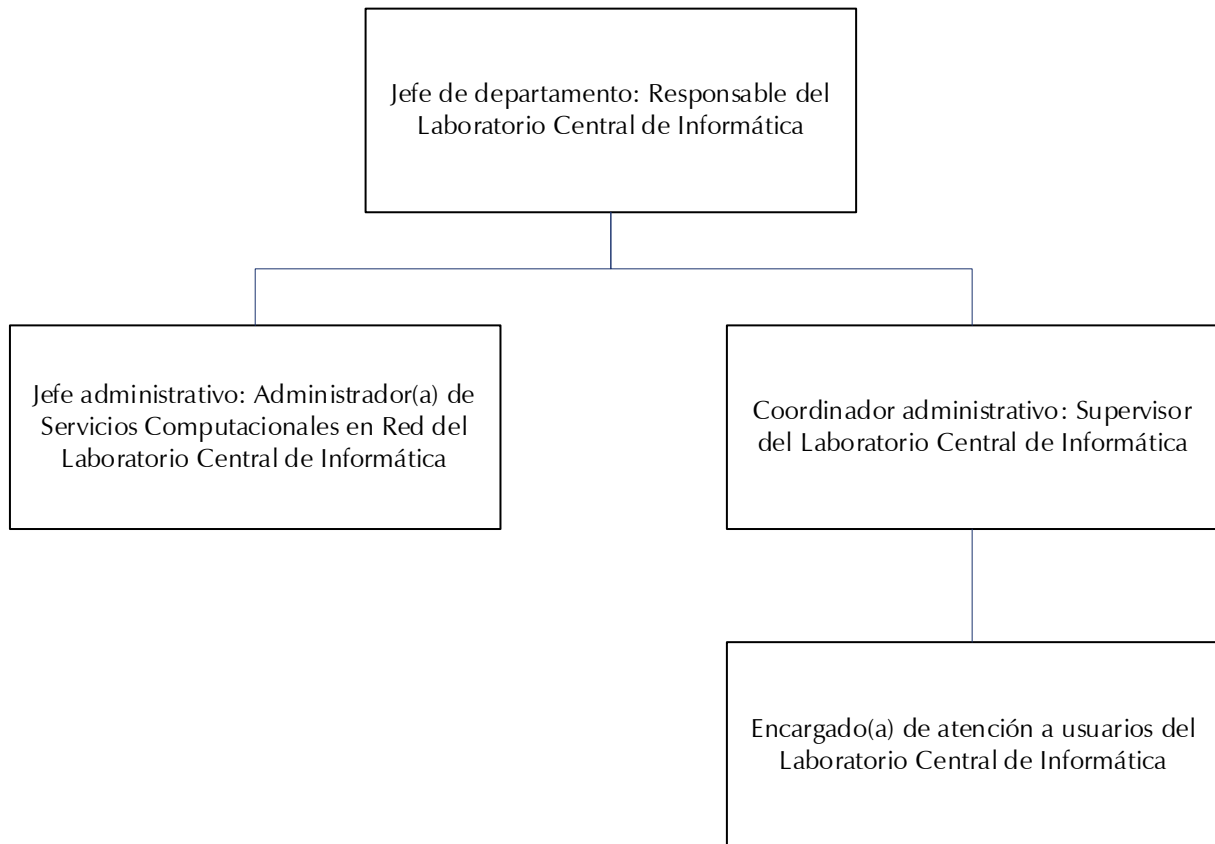 Jefe de departamento: Responsable del
Laboratorio Central de Informática
Jefe administrativo: Administrador(a) de
Servicios Computacionales en Red del
Laboratorio Central de Informática
Coordinador administrativo: Supervisor
del Laboratorio Central de Informática
Encargado(a) de atención a usuarios del
Laboratorio Central de Informática